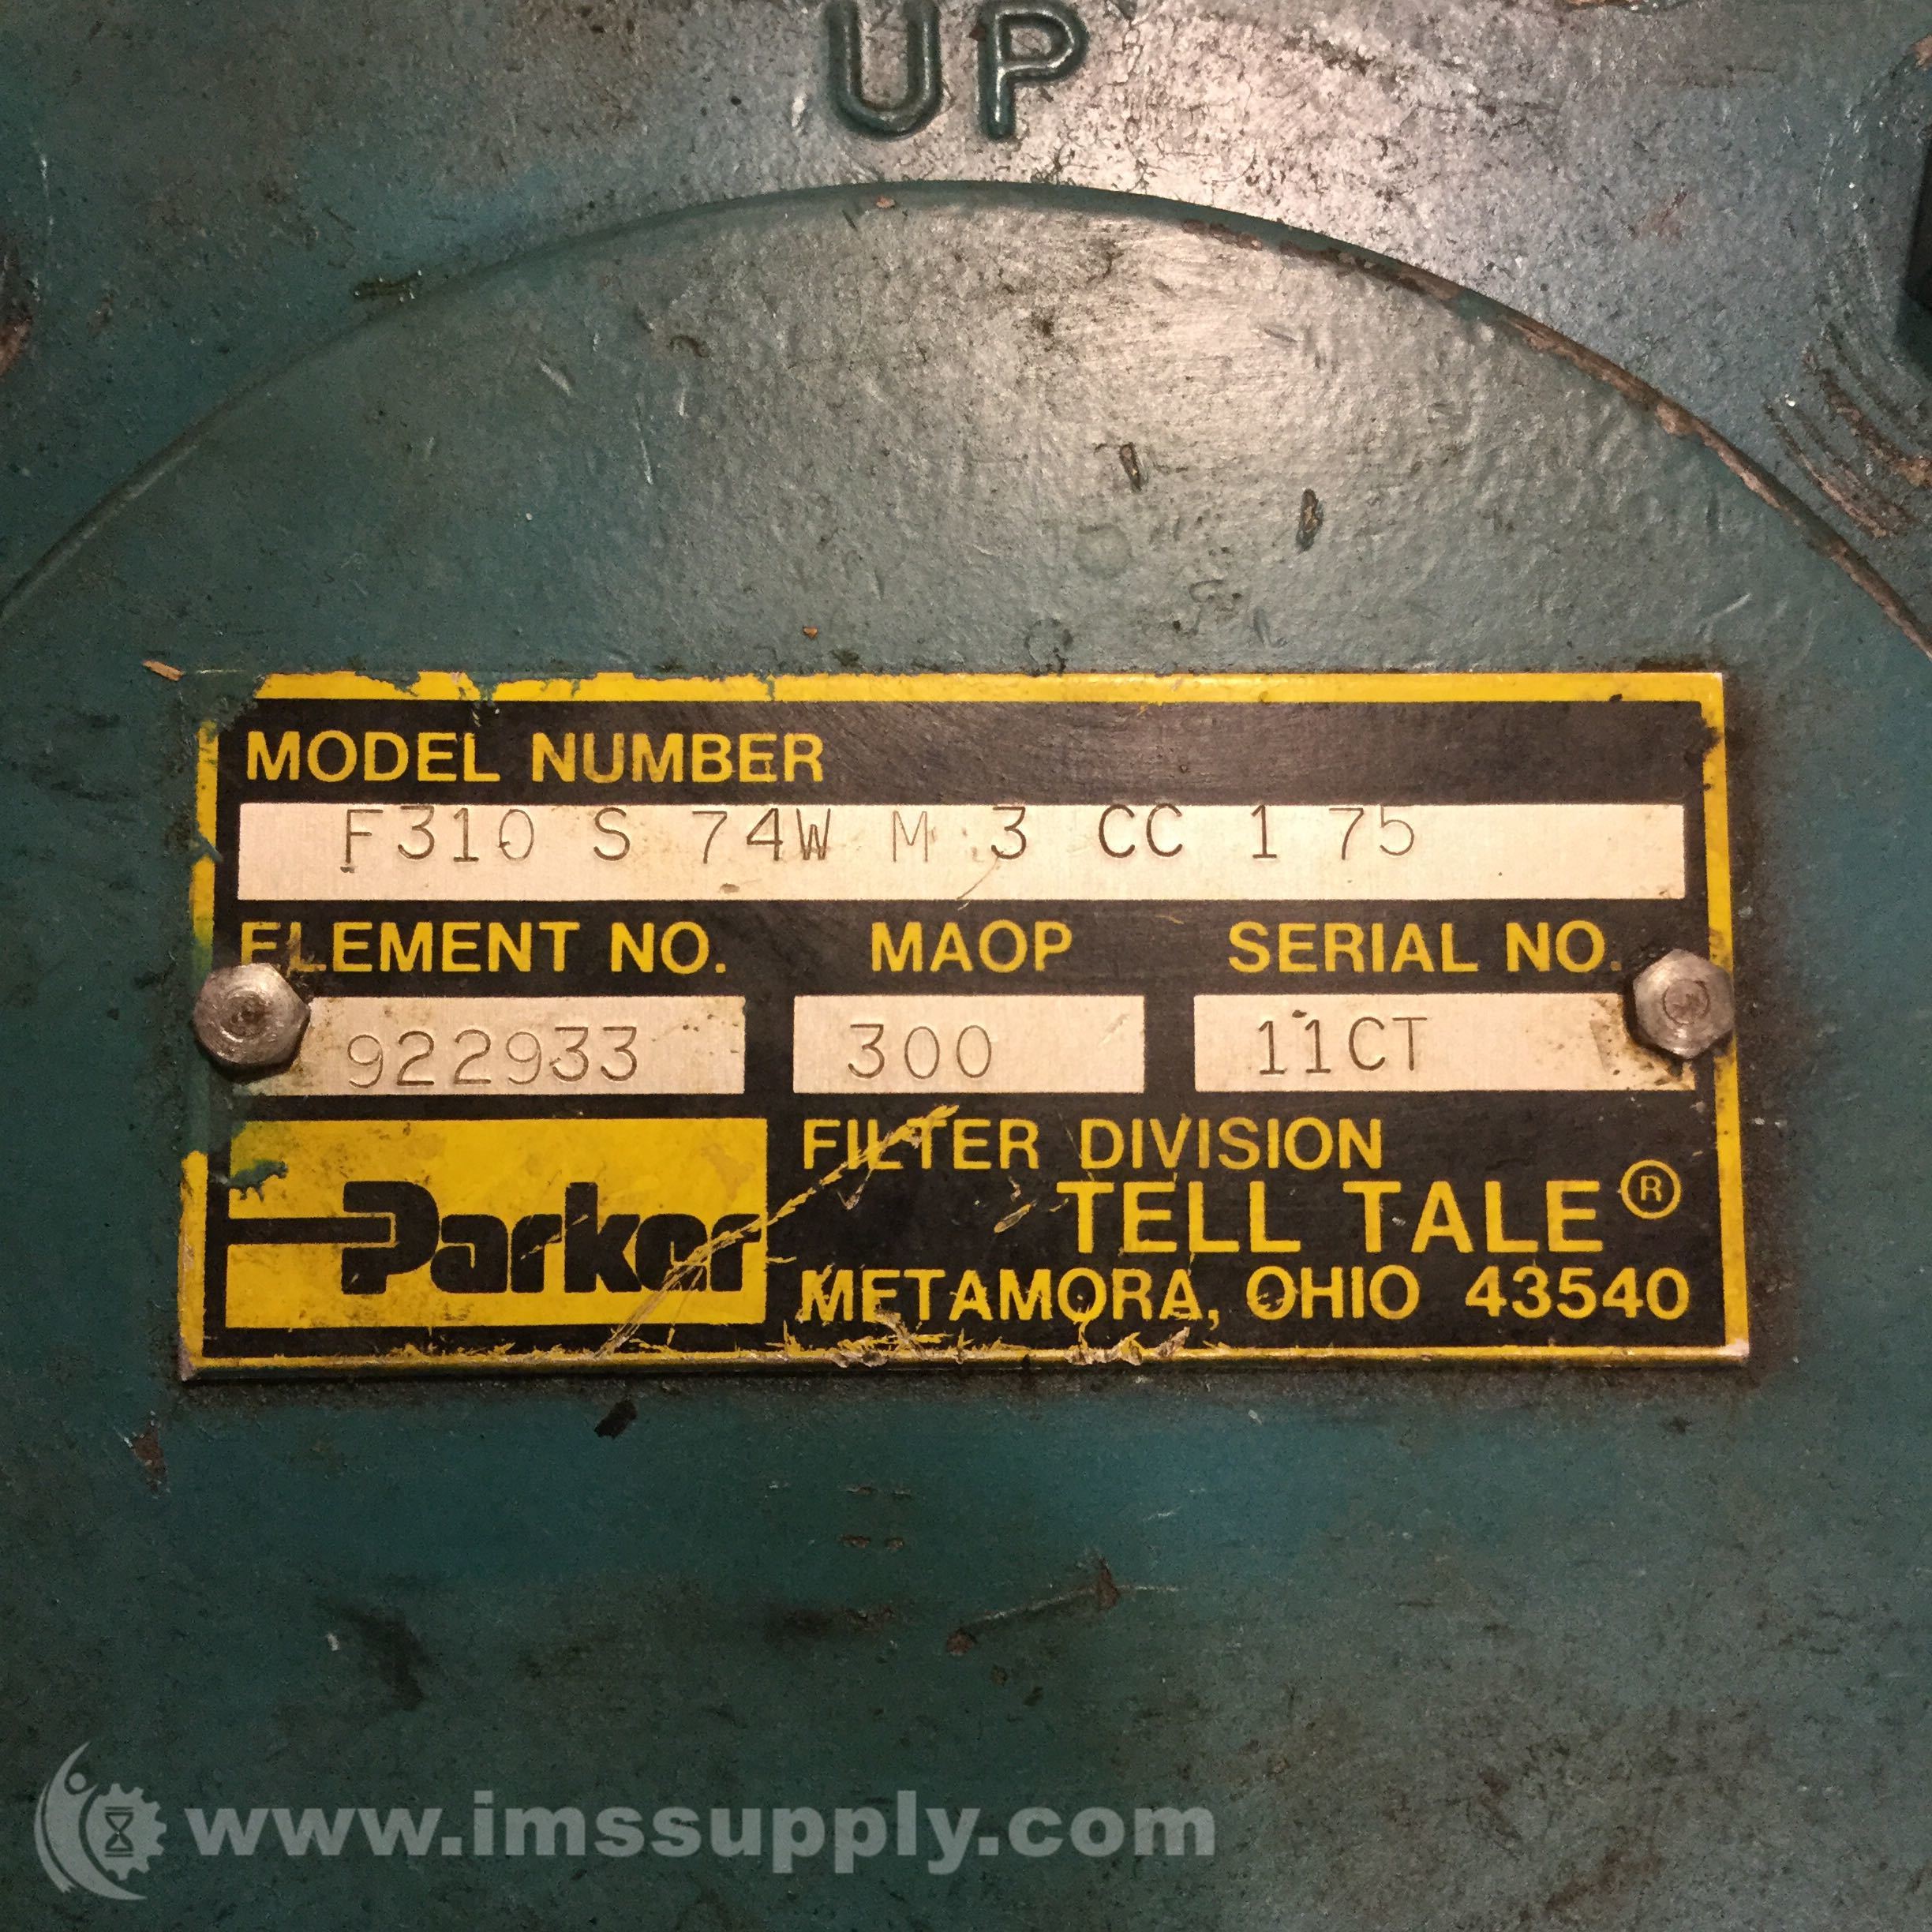 UP
MODEL NUMBER
F310 S 74W M 3 CC 1 75
ELEMENT NO. MAOP SERIAL NO.
922933 300 11CT
Parker
FILTER DIVISION
TELL TALE®
METAMORA, OHIO 43540
www.imssupply.com